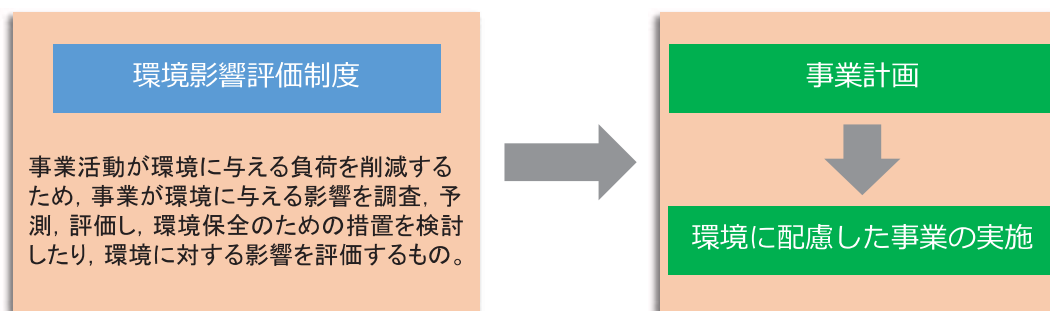 環境影響評価制度
事業活動が環境に与える負荷を削減する
ため,事業が環境に与える影響を調査,予
測,評価し,環境保全のための措置を検討
したり,環境に対する影響を評価するもの。
事業計画
環境に配慮した事業の実施